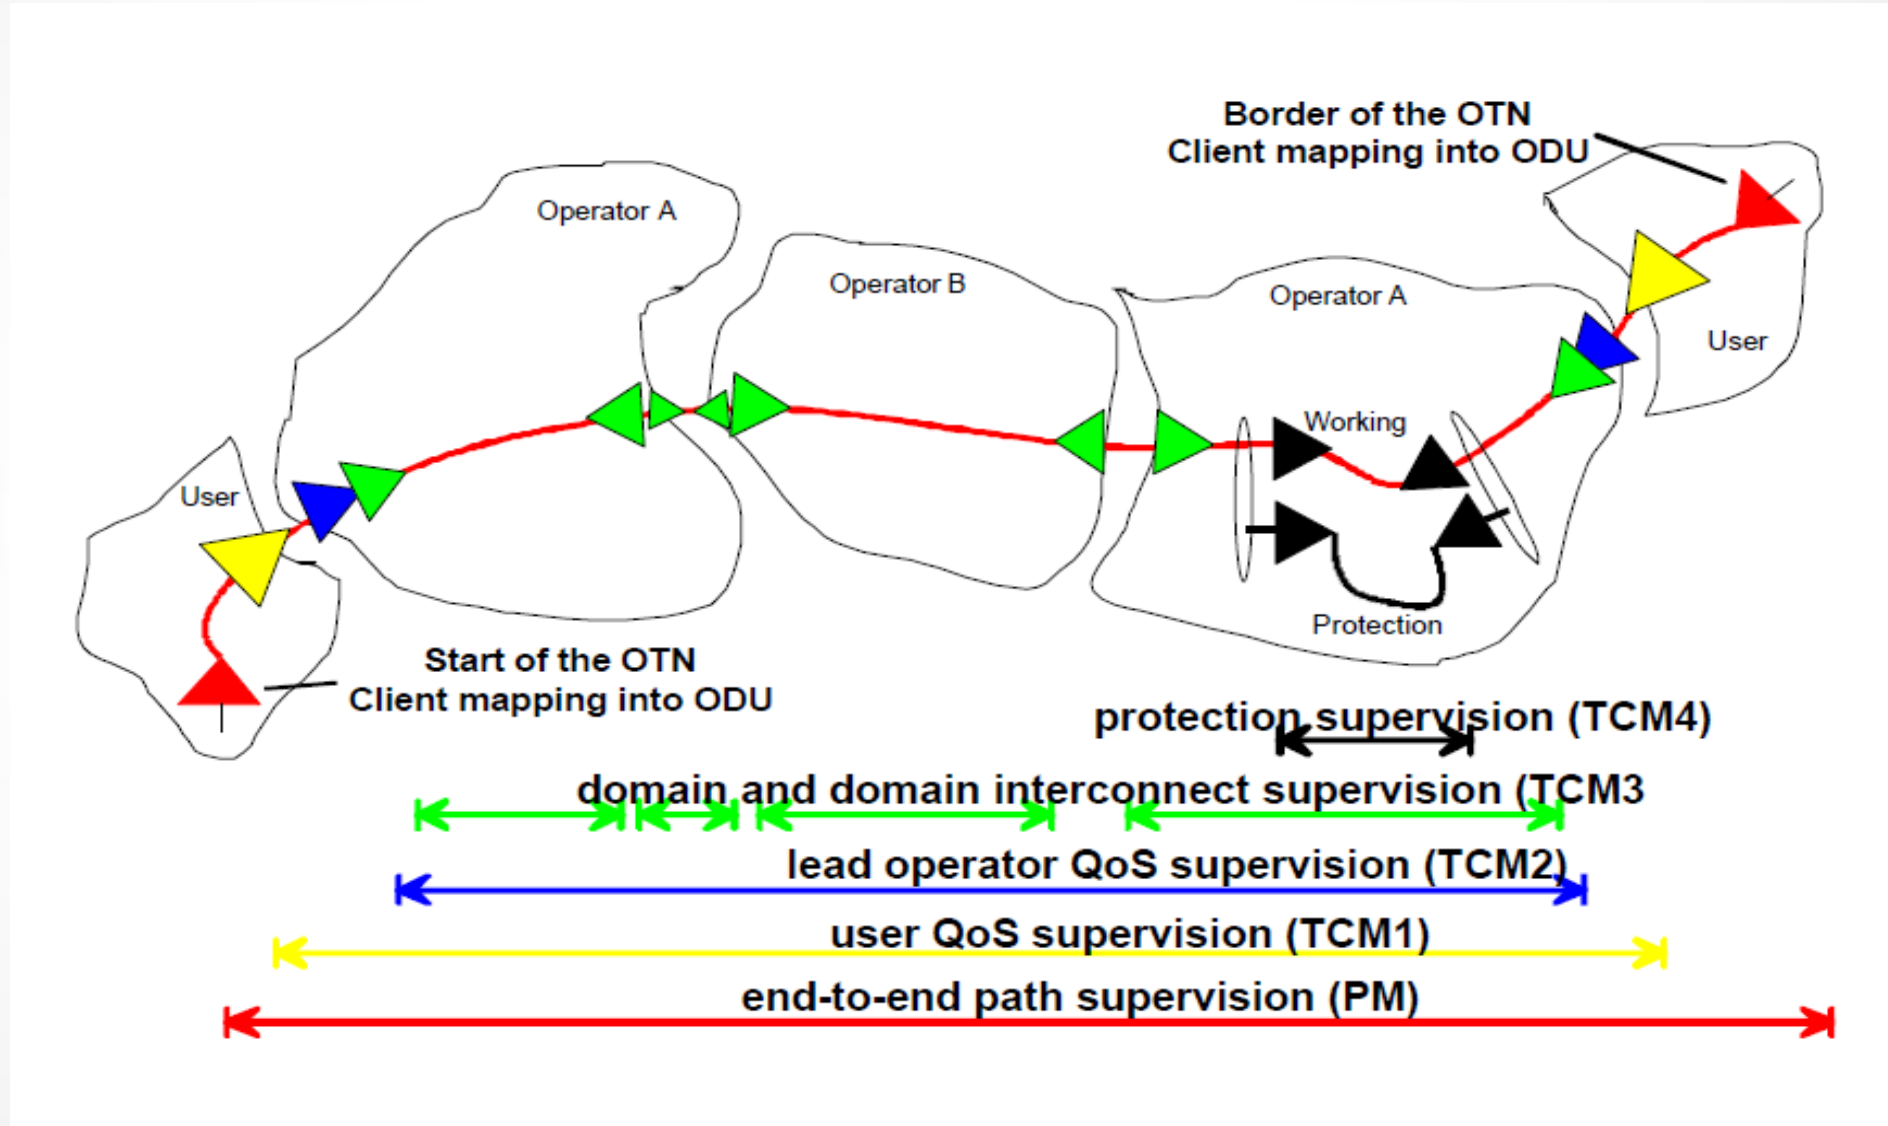 Border of the OTN
Client mapping into ODU
Operator A
Operator B
Operator A
User
Working
User
Protection
Start of the OTN
Client mapping into ODU
protection supervision (TCM4)
domain and domain interconnect supervision (TCM3
lead operator QoS supervision (TCM2)
user QoS supervision (TCM1)
end-to-end path supervision (PM)